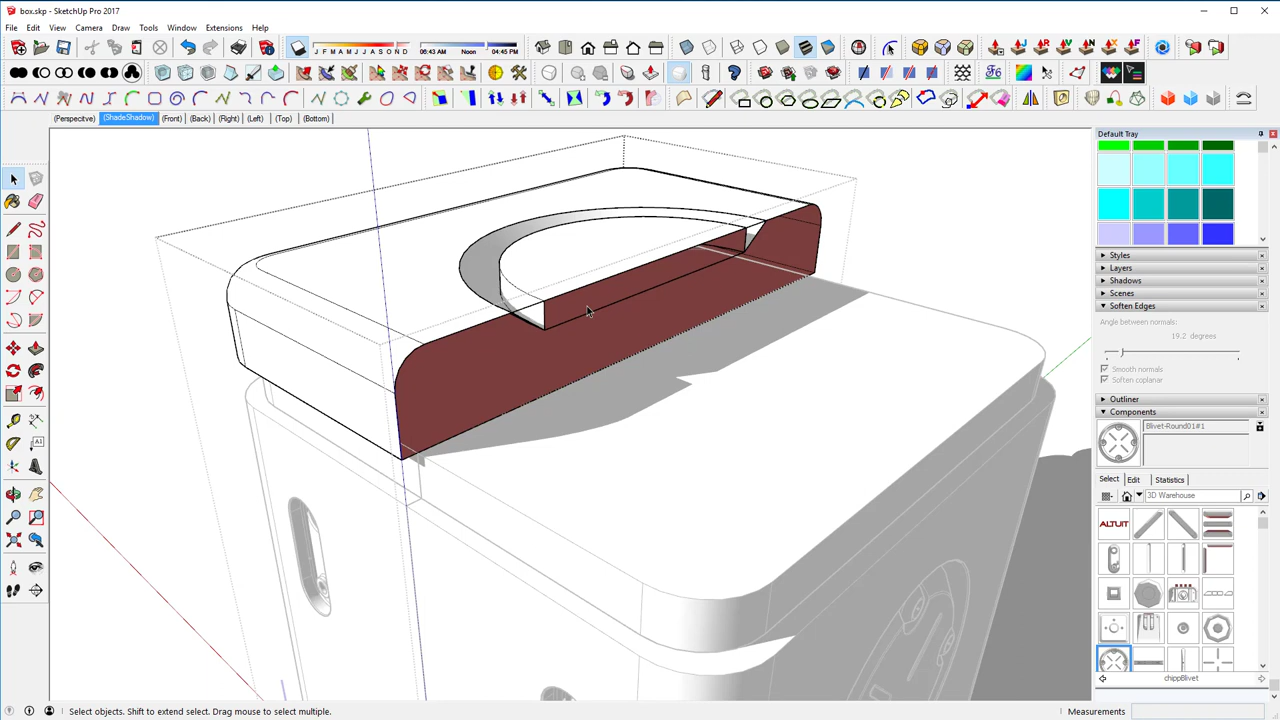 box.skp - SketchUp Pro 2017
File Edit View Camera Draw Tools Window Extensions Help
J F M A M J J A S O N D 06:43 AM Noon 04:45 PM
(Perspecitve) (ShadeShadow) (Front) (Back) (Right) (Left) (Top) (Bottom)
Default Tray
Styles
Layers
Shadows
Scenes
Soften Edges
Angle between normals:
19.2 degrees
Smooth normals
Soften coplanar
Outliner
Components
Blivet-Round01#1
Select Edit Statistics
3D Warehouse
ALTUIT
chippBlivet
Select objects. Shift to extend select. Drag mouse to select multiple.
Measurements